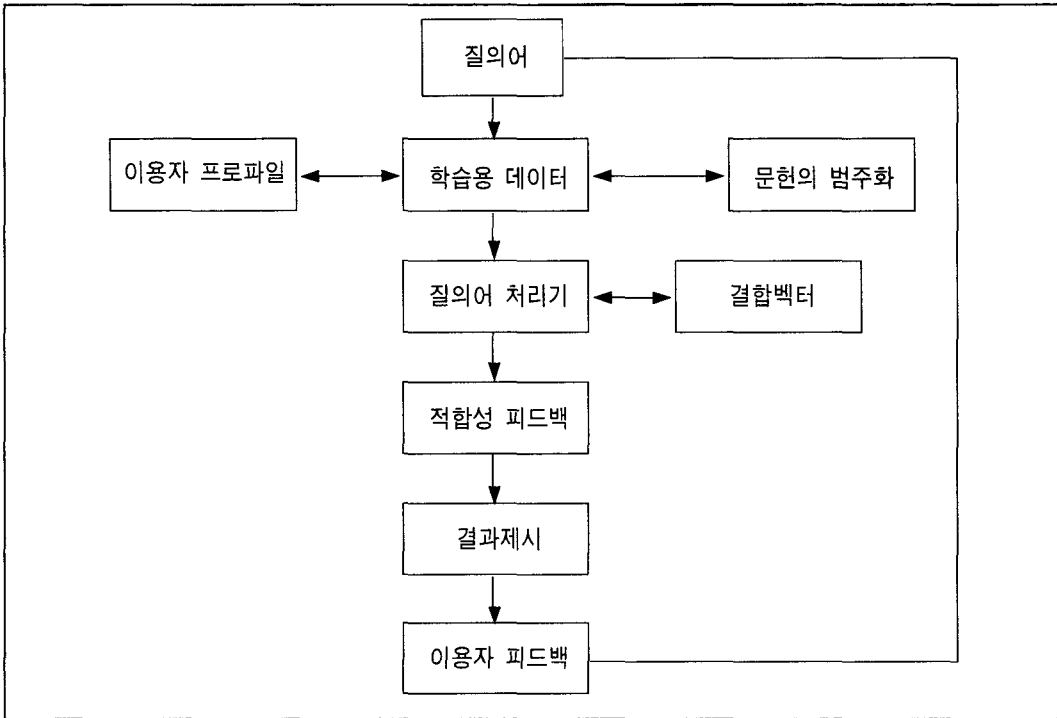 질의어
이용자 프로파일
학습용 데이터
문헌의 범주화
질의어 처리기
결합벡터
적합성 피드백
결과제시
이용자 피드백